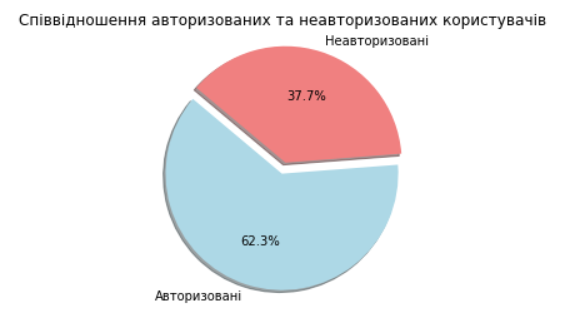 Співвідношення авторизованих та неавторизованих користувачів
Неавторизовані
37.7%
62.3%
Авторизовані